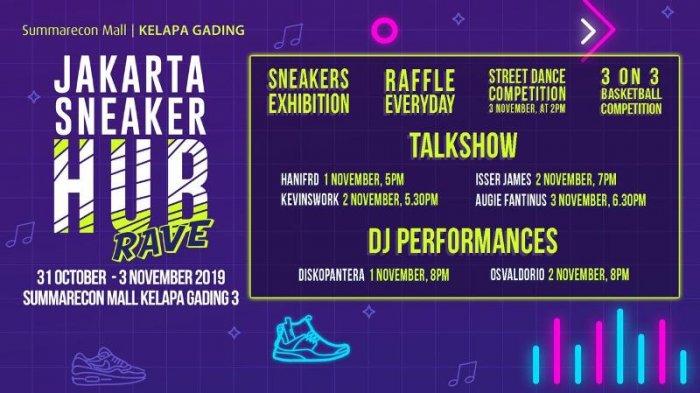 Summarecon Mall | KELAPA GADING
JAKARTA
SNEAKER
HUB
RAVE
31 OCTOBER - 3 NOVEMBER 2019
SUMMARECON MALL KELAPA GADING 3
SNEAKERS
EXHIBITION
RAFFLE
EVERYDAY
STREET DANCE
COMPETITION
3 NOVEMBER, AT 2PM
3 ON 3
BASKETBALL
COMPETITION
TALKSHOW
HANIFRD 1 NOVEMBER, 5PM
ISSER JAMES 2 NOVEMBER, 7PM
KEVINSWORK 2 NOVEMBER, 5.30PM
AUGIE FANTINUS 3 NOVEMBER, 6.30PM
DJ PERFORMANCES
DISKOPANTERA 1 NOVEMBER, 8PM
OSVALDORIO 2 NOVEMBER, 8PM